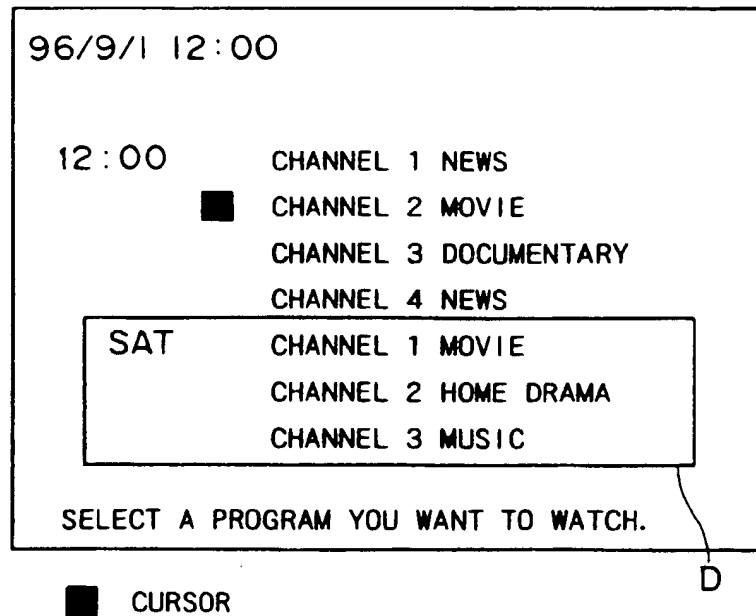 96/9/1 12:00
12:00 CHANNEL 1 NEWS
CHANNEL 2 MOVIE
CHANNEL 3 DOCUMENTARY
CHANNEL 4 NEWS
SAT CHANNEL 1 MOVIE
CHANNEL 2 HOME DRAMA
CHANNEL 3 MUSIC
SELECT A PROGRAM YOU WANT TO WATCH.
D
CURSOR